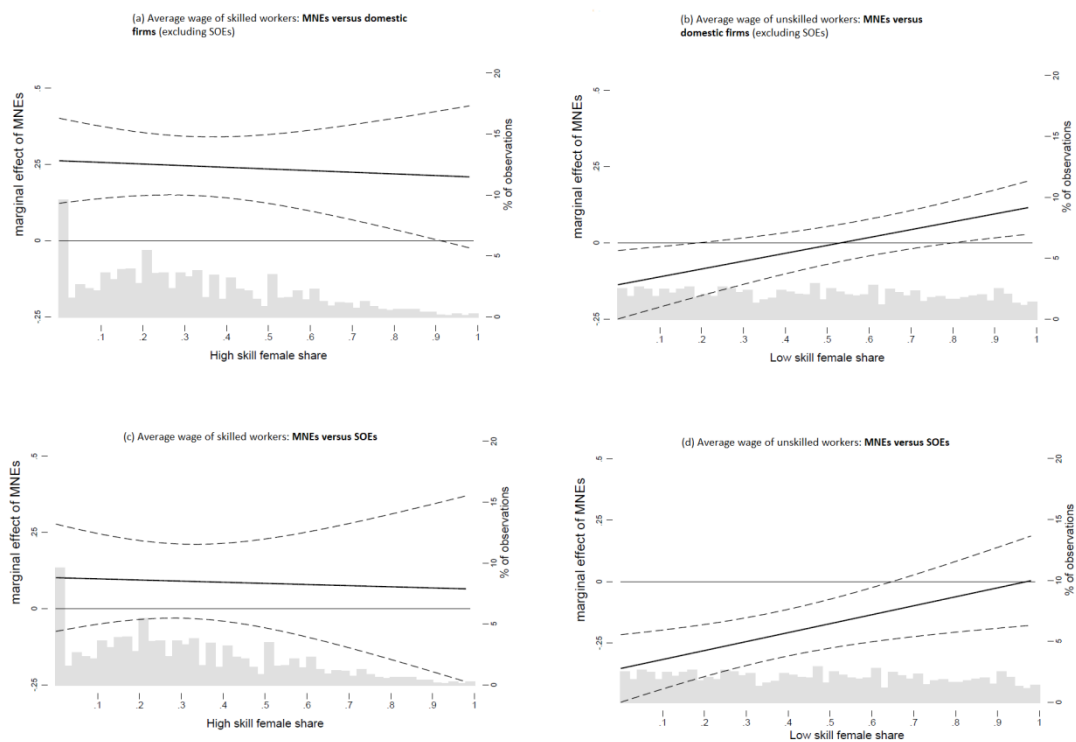 (a) Average wage of skilled workers: MNEs versus domestic
firms (excluding SOEs)
marginal effect of MNEs
.5
.25
0
-.25
20
15
10
5
0
% of observations
.1 .2 .3 .4 .5 .6 .7 .8 .9 1
High skill female share
(b) Average wage of unskilled workers: MNEs versus
domestic firms (excluding SOEs)
marginal effect of MNEs
.5
.25
0
-.25
20
15
10
5
0
% of observations
.1 .2 .3 .4 .5 .6 .7 .8 .9 1
Low skill female share
(c) Average wage of skilled workers: MNEs versus SOEs
marginal effect of MNEs
.5
.25
0
-.25
20
15
10
5
0
% of observations
.1 .2 .3 .4 .5 .6 .7 .8 .9 1
High skill female share
(d) Average wage of unskilled workers: MNEs versus SOEs
marginal effect of MNEs
.5
.25
0
-.25
20
15
10
5
0
% of observations
.1 .2 .3 .4 .5 .6 .7 .8 .9 1
Low skill female share